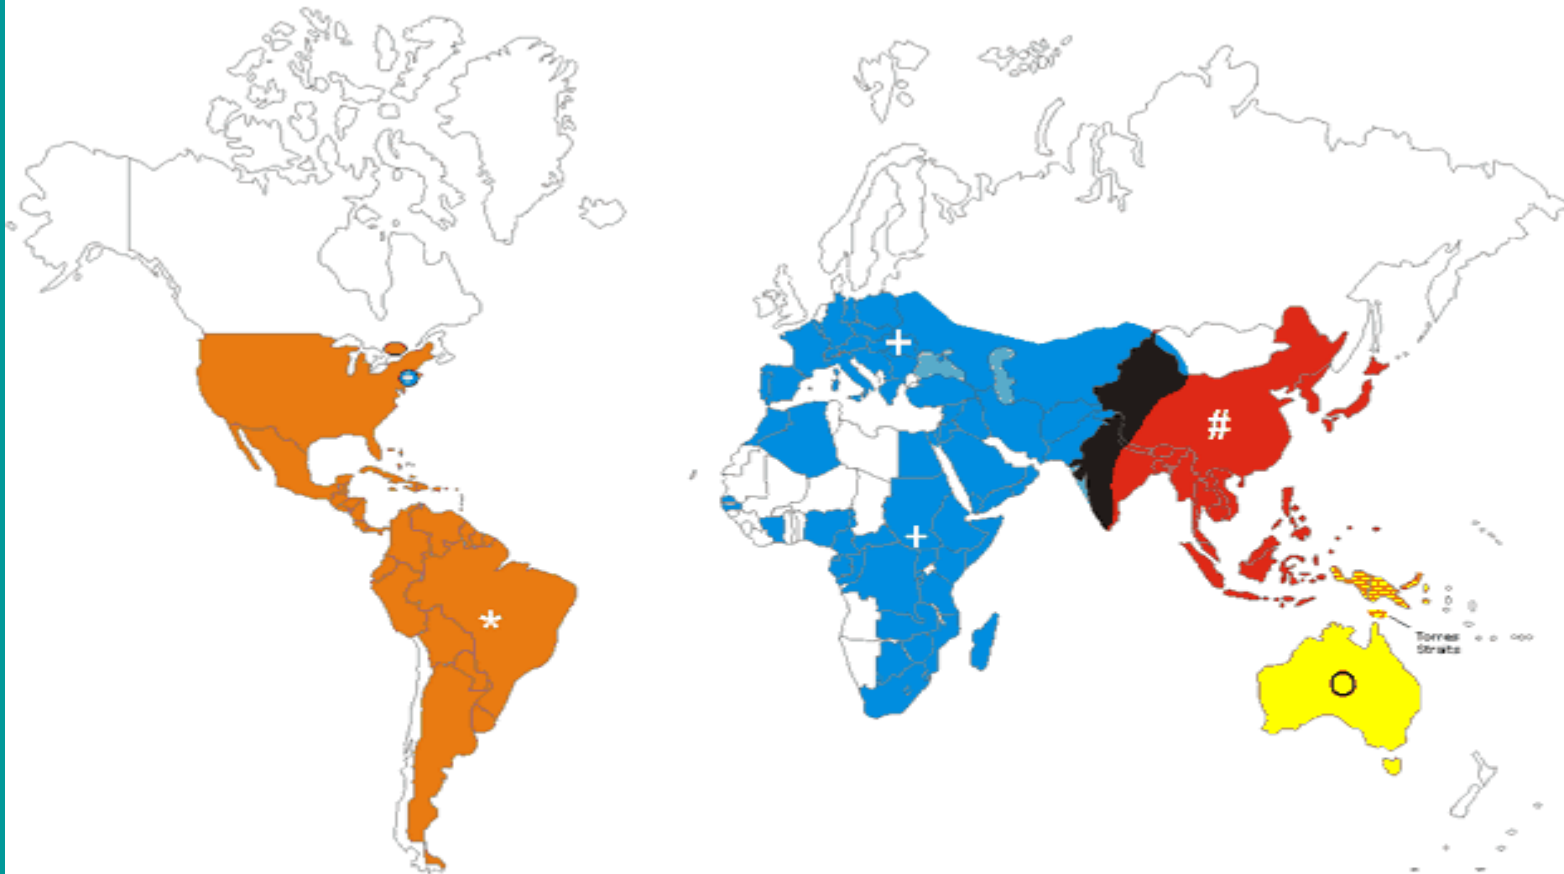 +
#
+
*
Torres
Straits